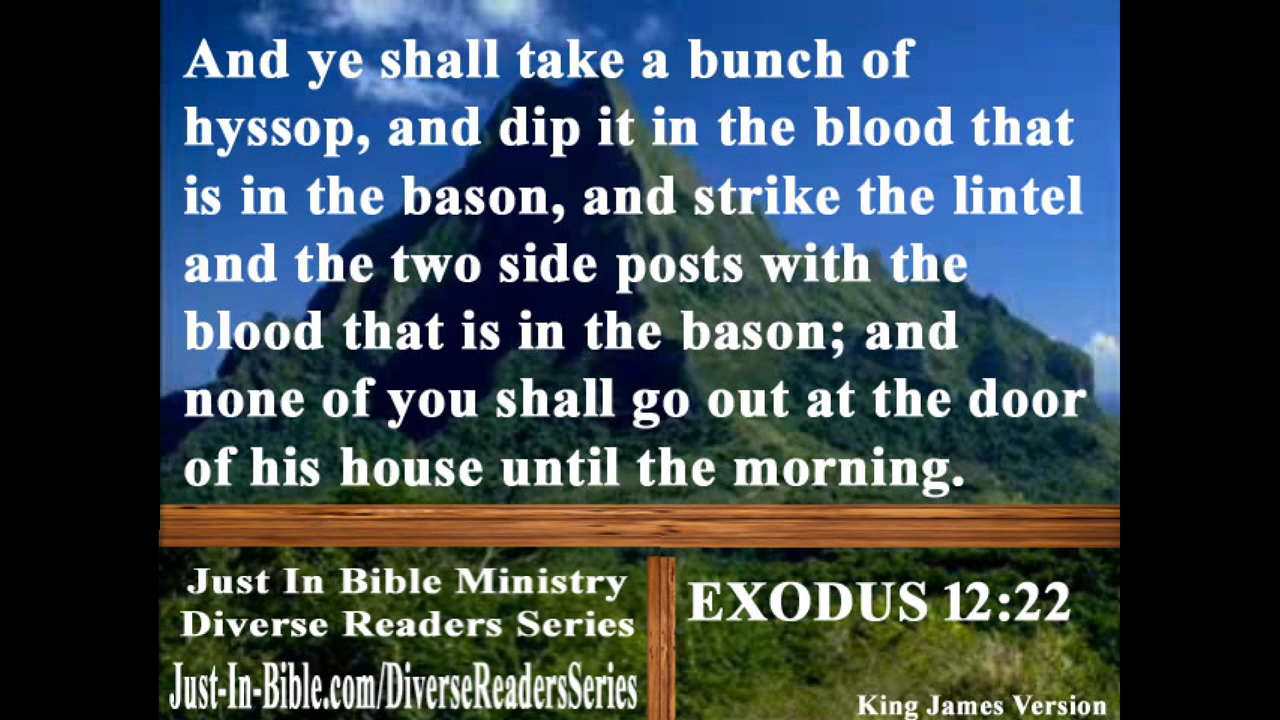 And ye shall take a bunch of
hyssop, and dip it in the blood that
is in the bason, and strike the lintel
and the two side posts with the
blood that is in the bason; and
none of you shall go out at the door
of his house until the morning.
Just In Bible Ministry
Diverse Readers Series
Just-In-Bible.com/DiverseReadersSeries
EXODUS 12:22
King James Version